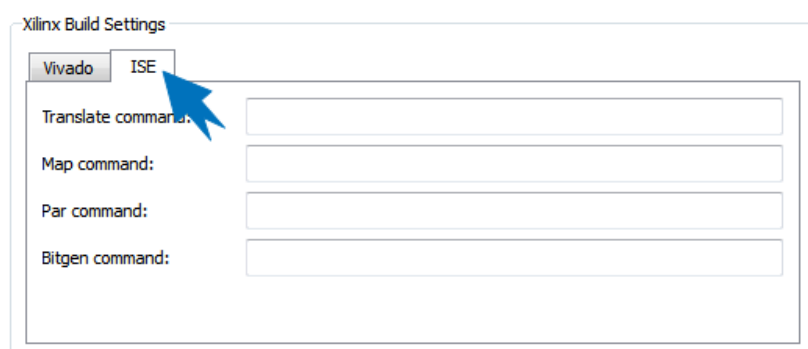 Xilinx Build Settings
Vivado ISE
Translate command:
Map command:
Par command:
Bitgen command: